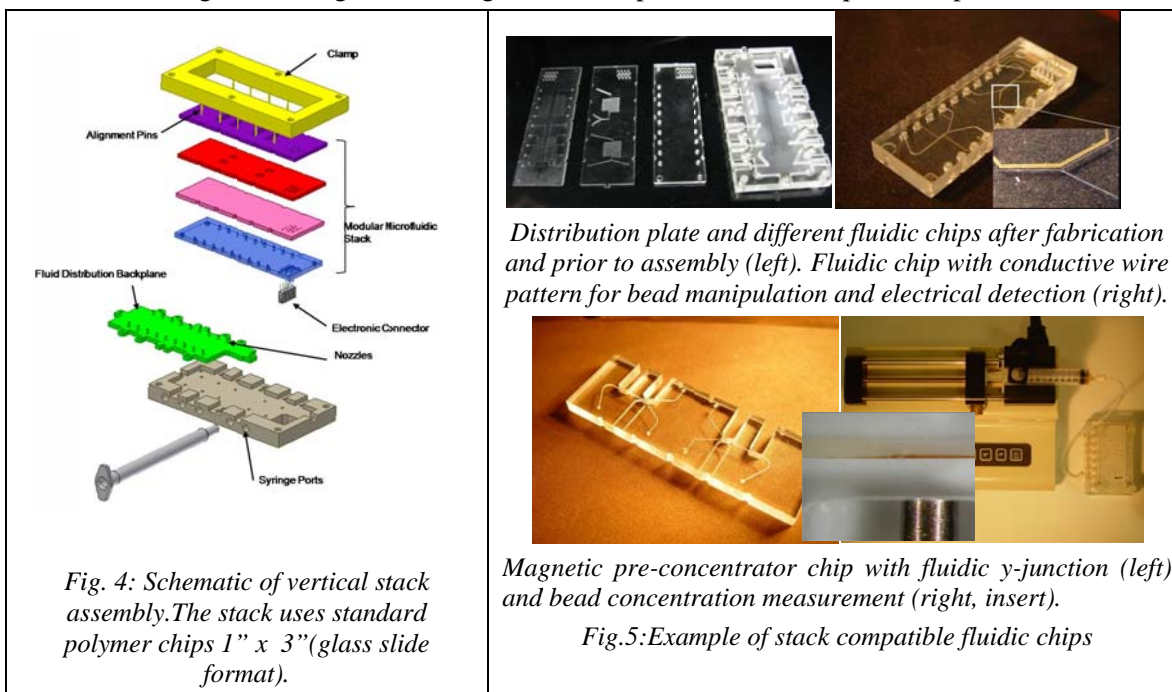 Clamp
Alignment Pins
Modular Microfluidic
Stack
Fluid Distribution Backplane
Electronic Connector
Nozzles
Syringe Ports
Fig. 4: Schematic of vertical stack
assembly.The stack uses standard
polymer chips 1” x 3”(glass slide
format).
Distribution plate and different fluidic chips after fabrication
and prior to assembly (left). Fluidic chip with conductive wire
pattern for bead manipulation and electrical detection (right).
Magnetic pre-concentrator chip with fluidic y-junction (left)
and bead concentration measurement (right, insert).
Fig.5:Example of stack compatible fluidic chips